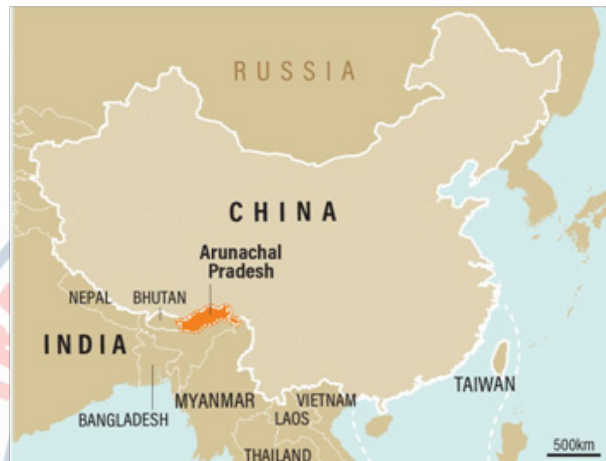 RUSSIA
CHINA
Arunachal
Pradesh
NEPAL
BHUTAN
INDIA
MYANMAR
VIETNAM
TAIWAN
BANGLADESH
LAOS
THAILAND
500km